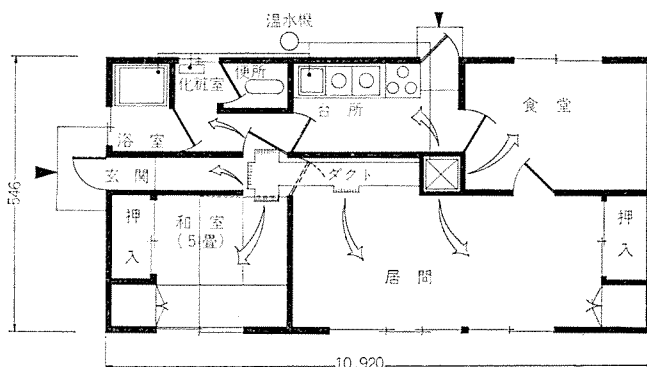 温水機
化粧室
便所
台所
食堂
浴室
玄関
ダクト
和室
(5畳)
押入
居間
押入
546
10,920